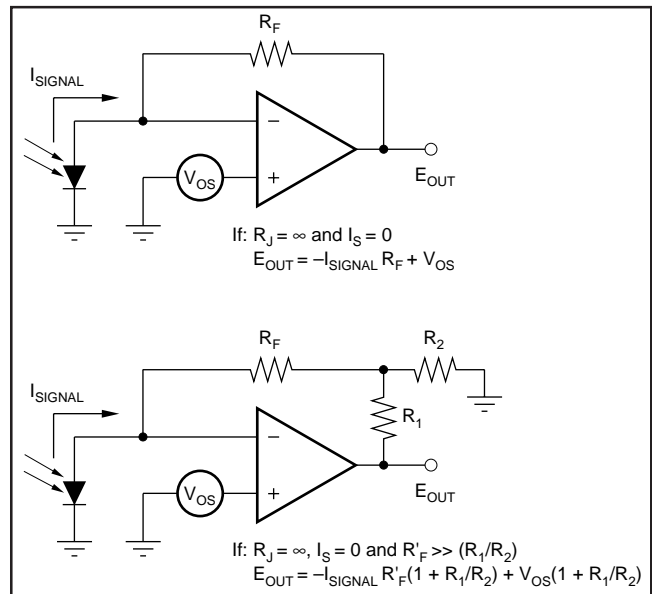 R_F
I_SIGNAL
−
+
V_OS
E_OUT
If: R_J = ∞ and I_S = 0
E_OUT = –I_SIGNAL R_F + V_OS
R_F
R_2
I_SIGNAL
R_1
−
+
V_OS
E_OUT
If: R_J = ∞, I_S = 0 and R'_F >> (R_1/R_2)
E_OUT = –I_SIGNAL R'_F(1 + R_1/R_2) + V_OS(1 + R_1/R_2)